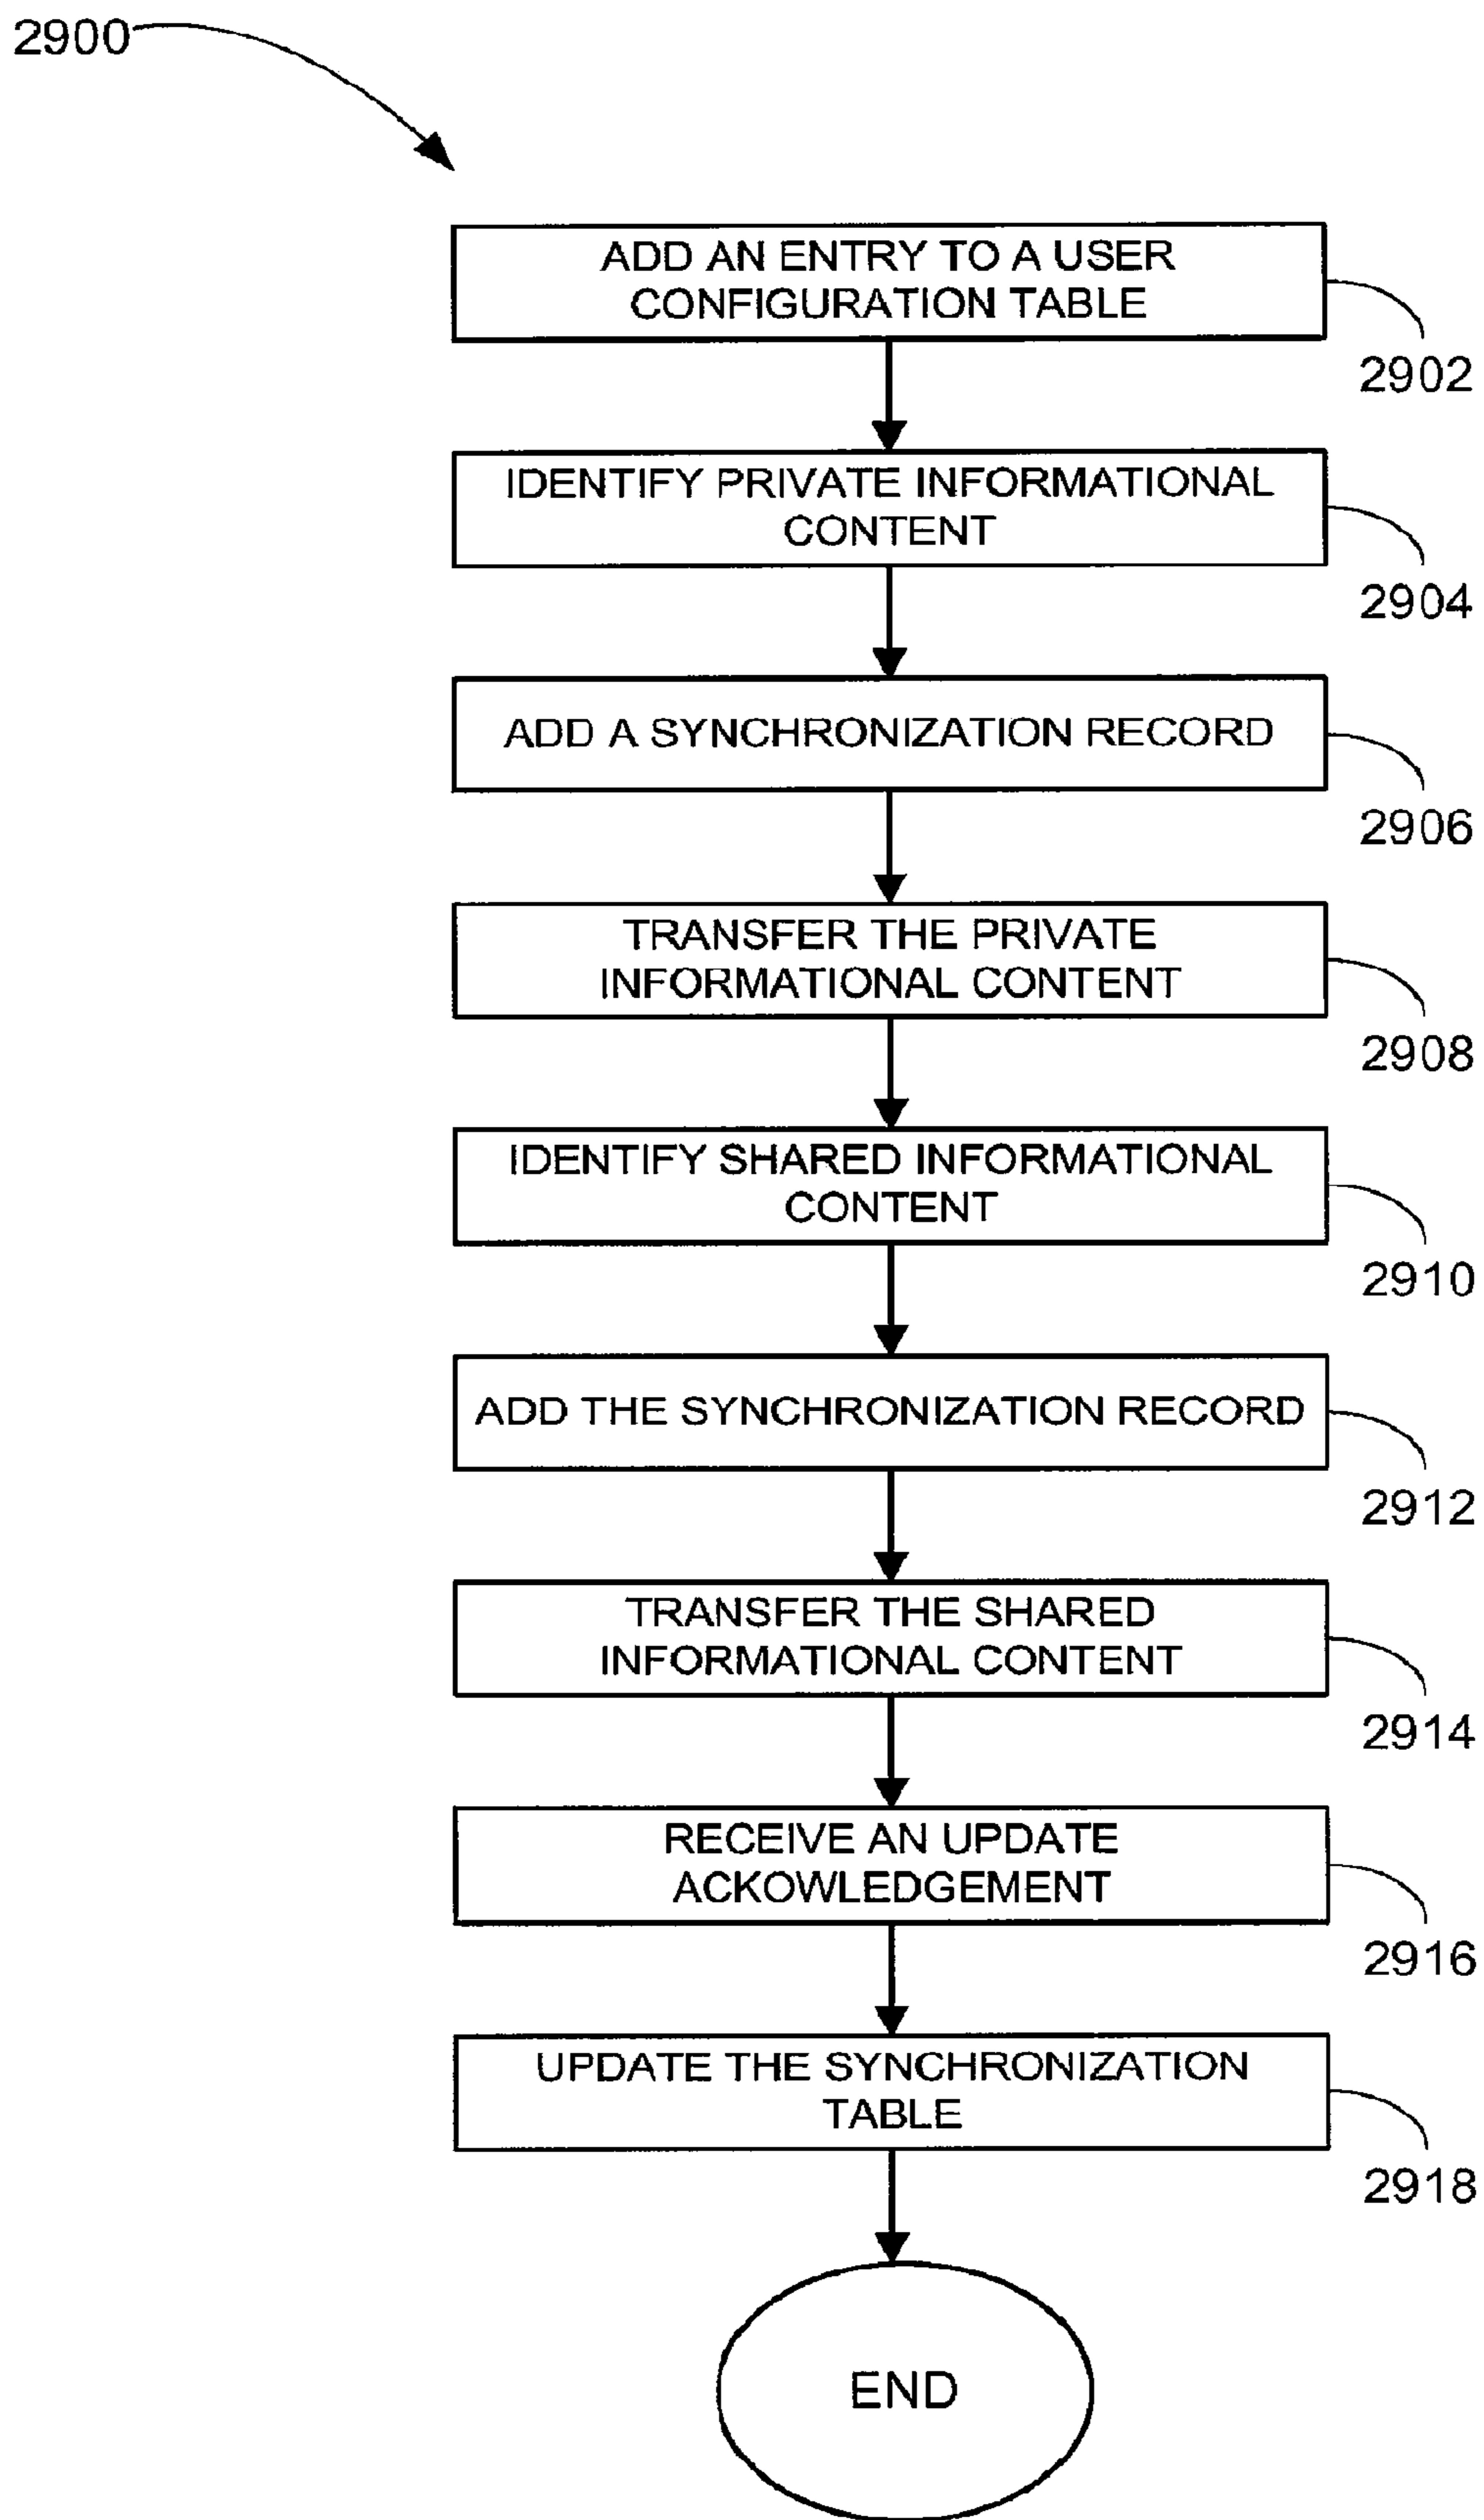 2900
ADD AN ENTRY TO A USER
CONFIGURATION TABLE
2902
IDENTIFY PRIVATE INFORMATIONAL
CONTENT
2904
ADD A SYNCHRONIZATION RECORD
2906
TRANSFER THE PRIVATE
INFORMATIONAL CONTENT
2908
IDENTIFY SHARED INFORMATIONAL
CONTENT
2910
ADD THE SYNCHRONIZATION RECORD
2912
TRANSFER THE SHARED
INFORMATIONAL CONTENT
2914
RECEIVE AN UPDATE
ACKOWLEDGEMENT
2916
UPDATE THE SYNCHRONIZATION
TABLE
2918
END